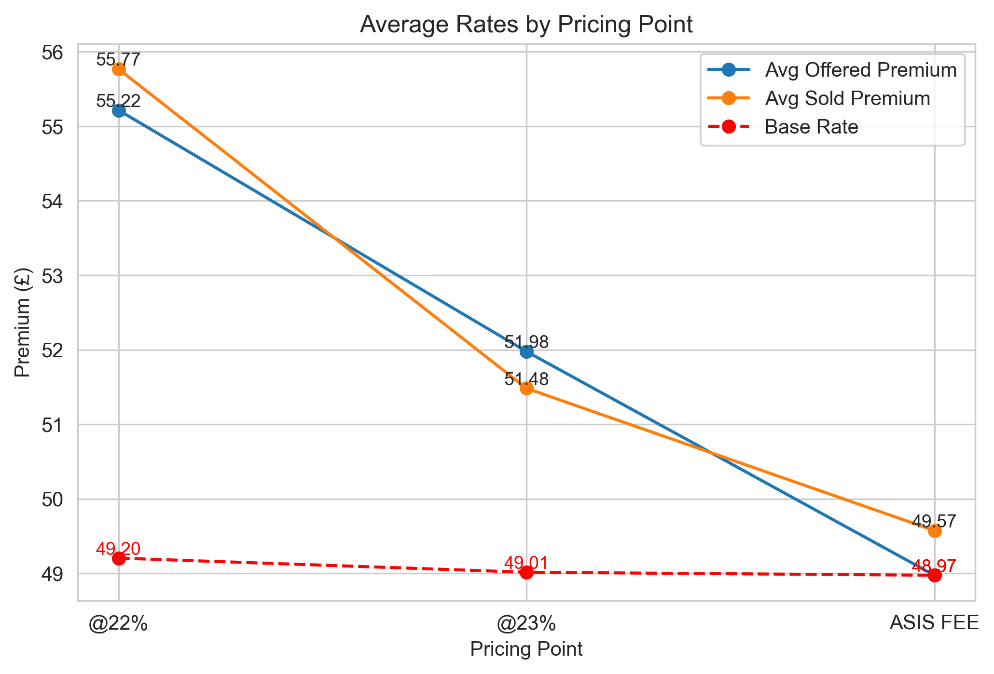 Average Rates by Pricing Point
Avg Offered Premium
Avg Sold Premium
Base Rate
Premium (£)
56
55
54
53
52
51
50
49
55.77
55.22
51.98
51.48
49.57
49.20
49.01
48.97
@22%
@23%
ASIS FEE
Pricing Point